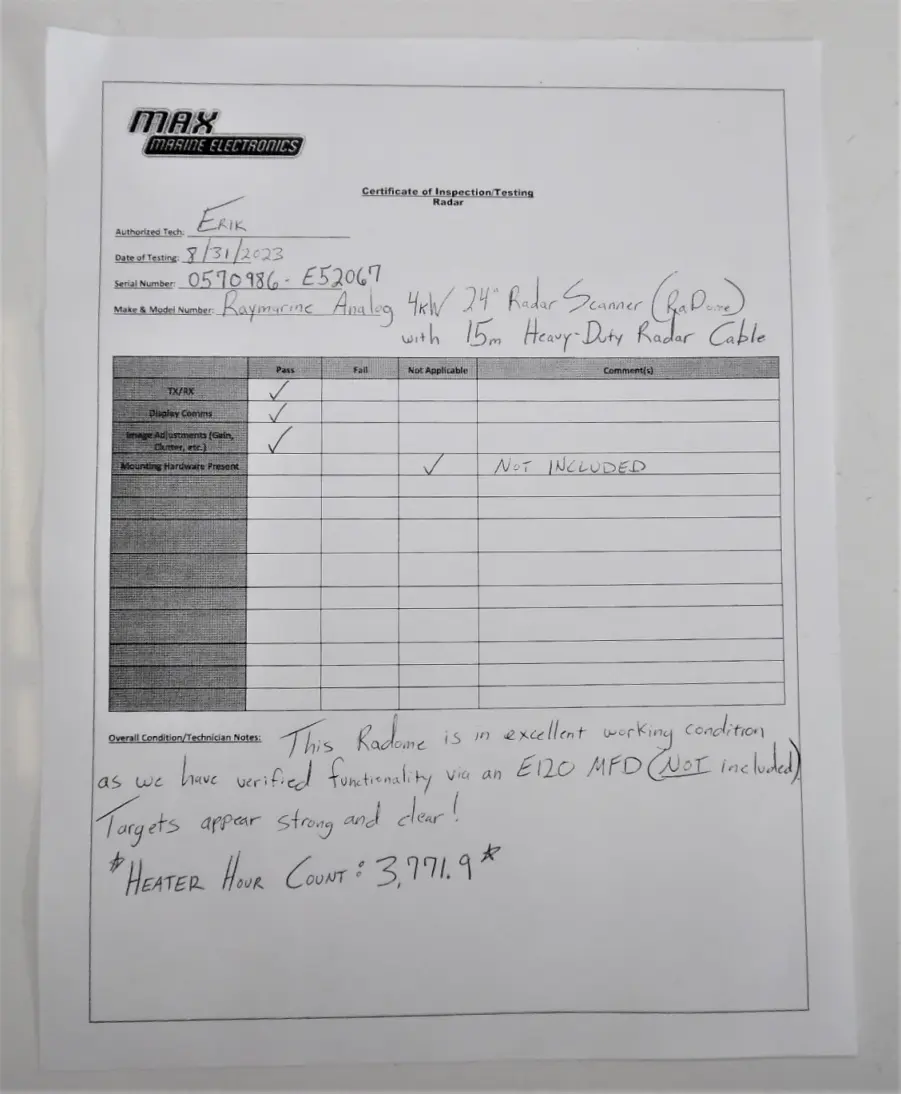 MAX
MARINE ELECTRONICS
Certificate of Inspection/Testing
Radar
Authorized Tech: ERIK
Date of Testing: 8/31/2023
Serial Number: 0570986- E52067
Make & Model Number: Raymarine Analog 4kW 24" Radar Scanner (RaDome)
with 15m Heavy-Duty Radar Cable
Pass Fail Not Applicable Comment(s)
TX/RX ✓
Display Comms ✓
Image Adjustments (Gain,
Clutter, etc.) ✓
Mounting Hardware Present ✓ NOT INCLUDED
Overall Condition/Technician Notes: This Radome is in excellent working condition
as we have verified functionality via an E120 MFD (NOT included)
Targets appear strong and clear!
*HEATER HOUR COUNT: 3,771.9*